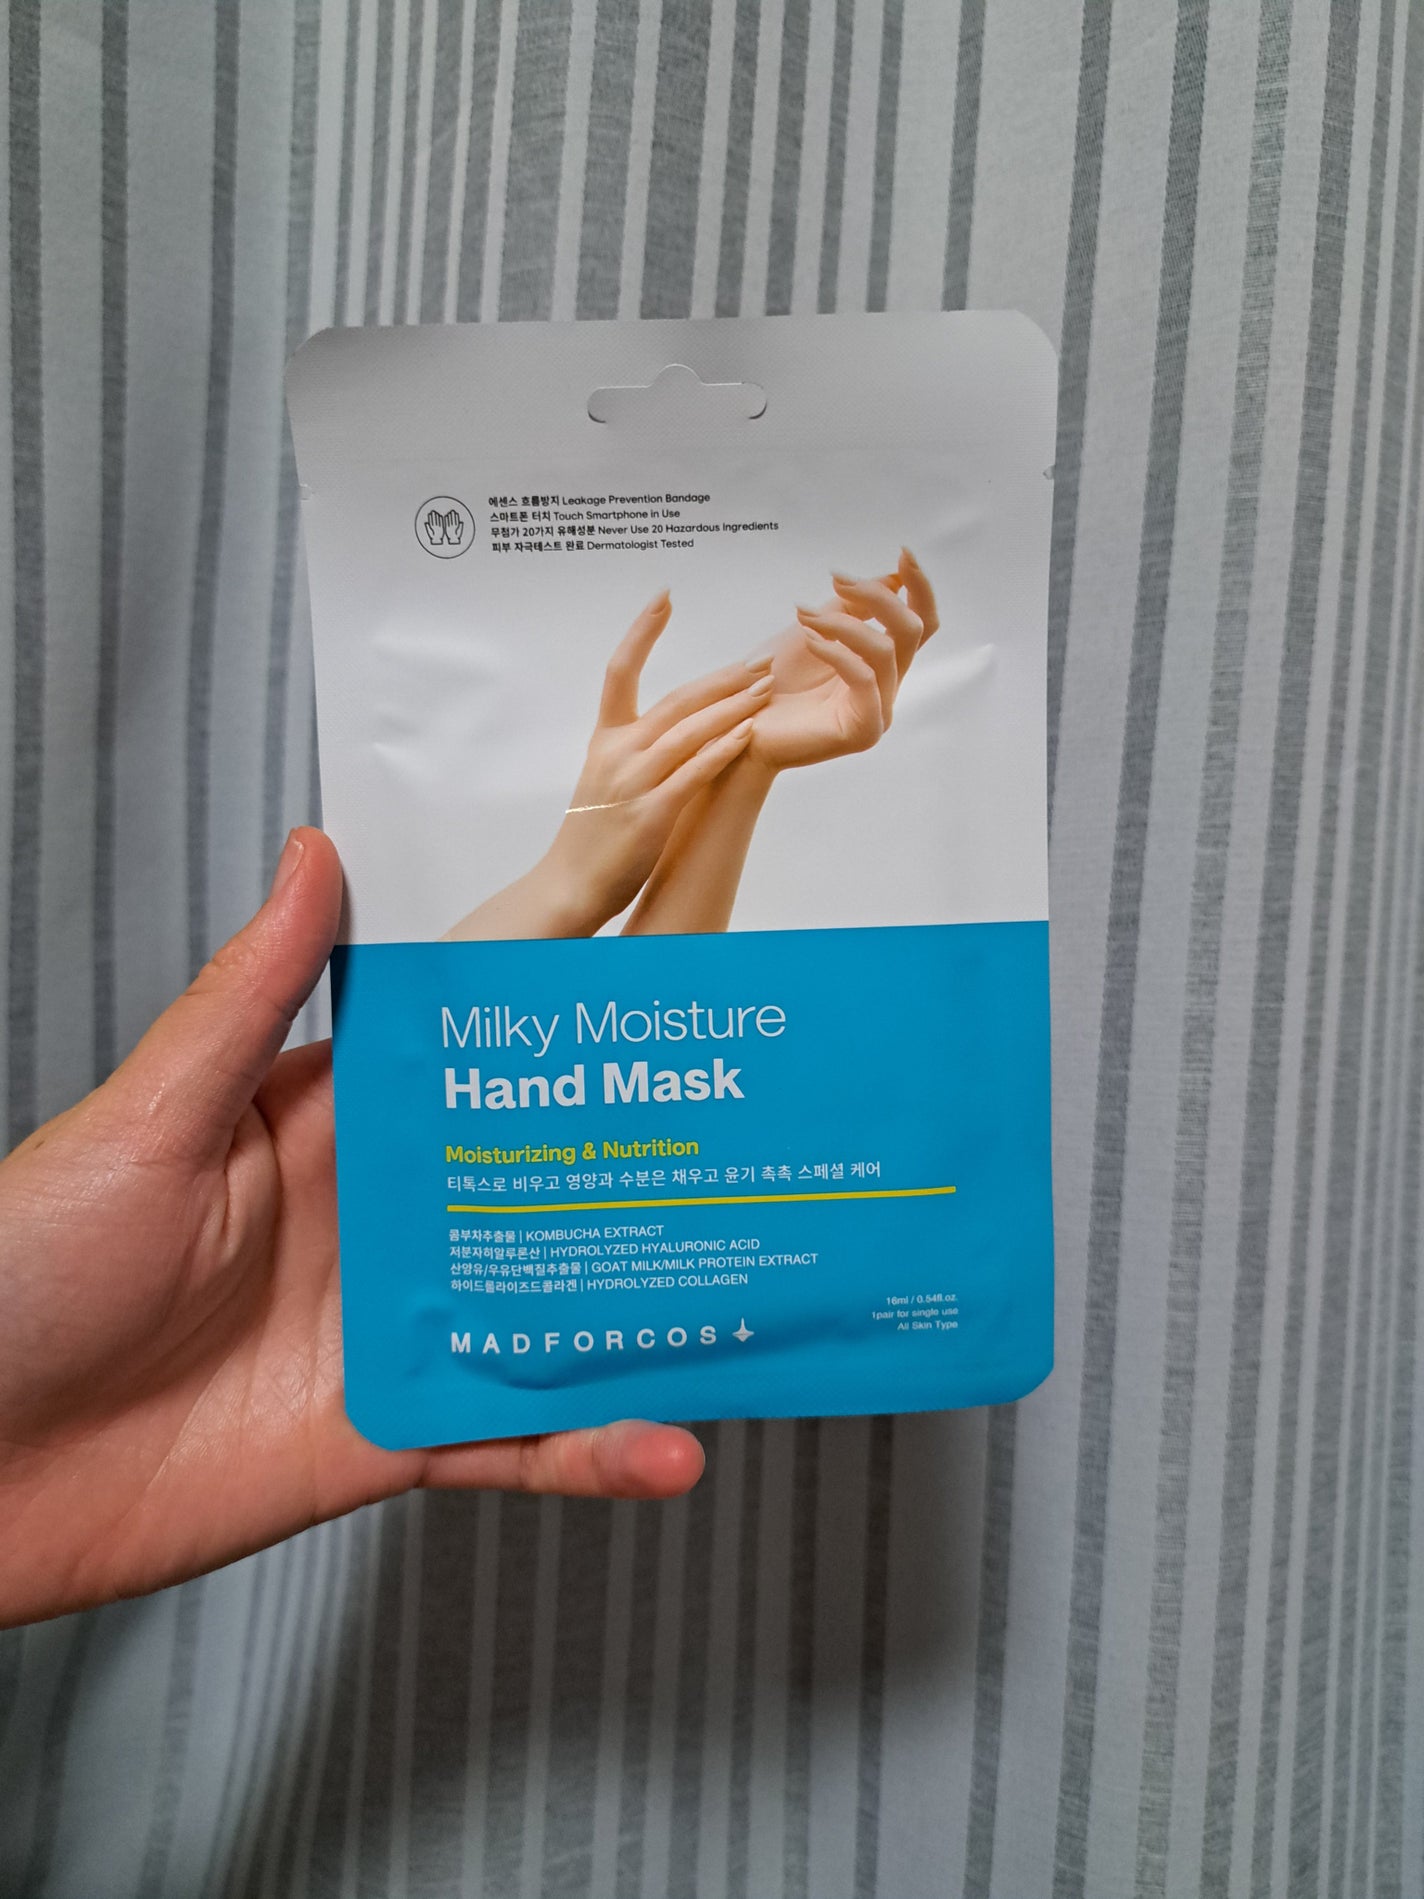 에센스 흐름방지 Leakage Prevention Bandage
스마트폰 터치 Touch Smartphone in Use
무첨가 20가지 유해성분 Never Use 20 Hazardous Ingredients
피부 자극테스트 완료 Dermatologist Tested
Milky Moisture
Hand Mask
Moisturizing & Nutrition
티톡스로 비우고 영양과 수분은 채우고 윤기 촉촉 스페셜 케어
콤부차추출물 | KOMBUCHA EXTRACT
저분자히알루론산 | HYDROLYZED HYALURONIC ACID
산양유/우유단백질추출물 | GOAT MILK/MILK PROTEIN EXTRACT
하이드롤라이즈드콜라겐 | HYDROLYZED COLLAGEN
16ml / 0.54fl.oz.
1pair for single use
All Skin Type
MADFORCOS